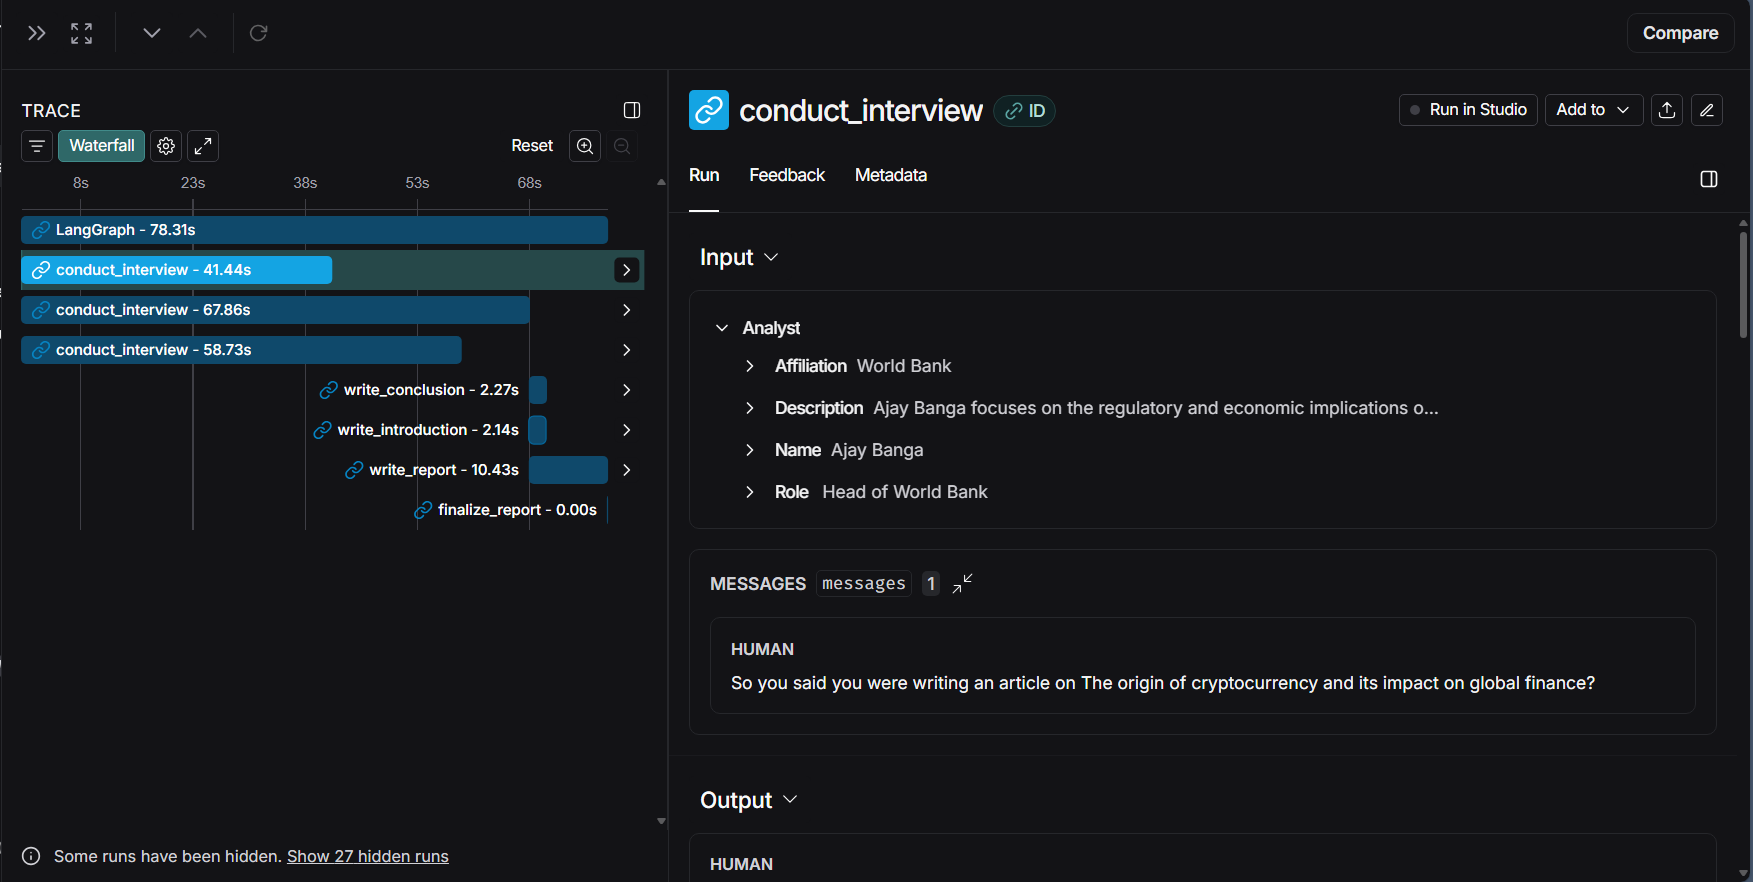 Compare
TRACE
Waterfall
Reset
8s 23s 38s 53s 68s
LangGraph - 78.31s
conduct_interview - 41.44s
conduct_interview - 67.86s
conduct_interview - 58.73s
write_conclusion - 2.27s
write_introduction - 2.14s
write_report - 10.43s
finalize_report - 0.00s
Some runs have been hidden. Show 27 hidden runs
conduct_interview ID
Run in Studio
Add to
Run Feedback Metadata
Input
Analyst
Affiliation World Bank
Description Ajay Banga focuses on the regulatory and economic implications o...
Name Ajay Banga
Role Head of World Bank
MESSAGES messages 1
HUMAN
So you said you were writing an article on The origin of cryptocurrency and its impact on global finance?
Output
HUMAN